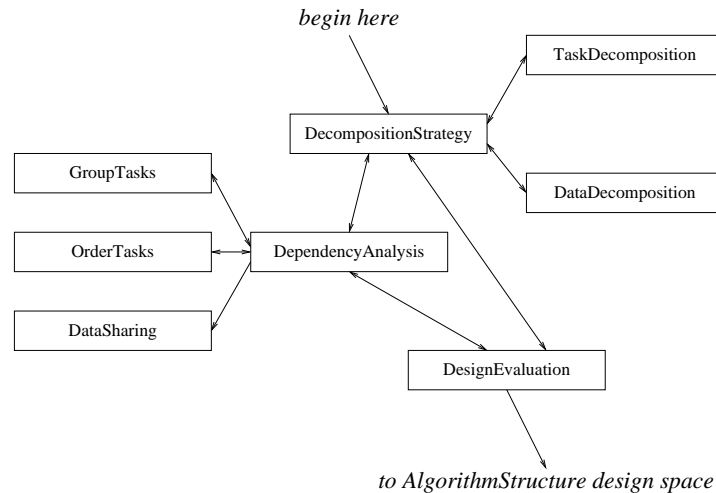 begin here
TaskDecomposition
DecompositionStrategy
GroupTasks
DataDecomposition
OrderTasks
DependencyAnalysis
DataSharing
DesignEvaluation
to AlgorithmStructure design space